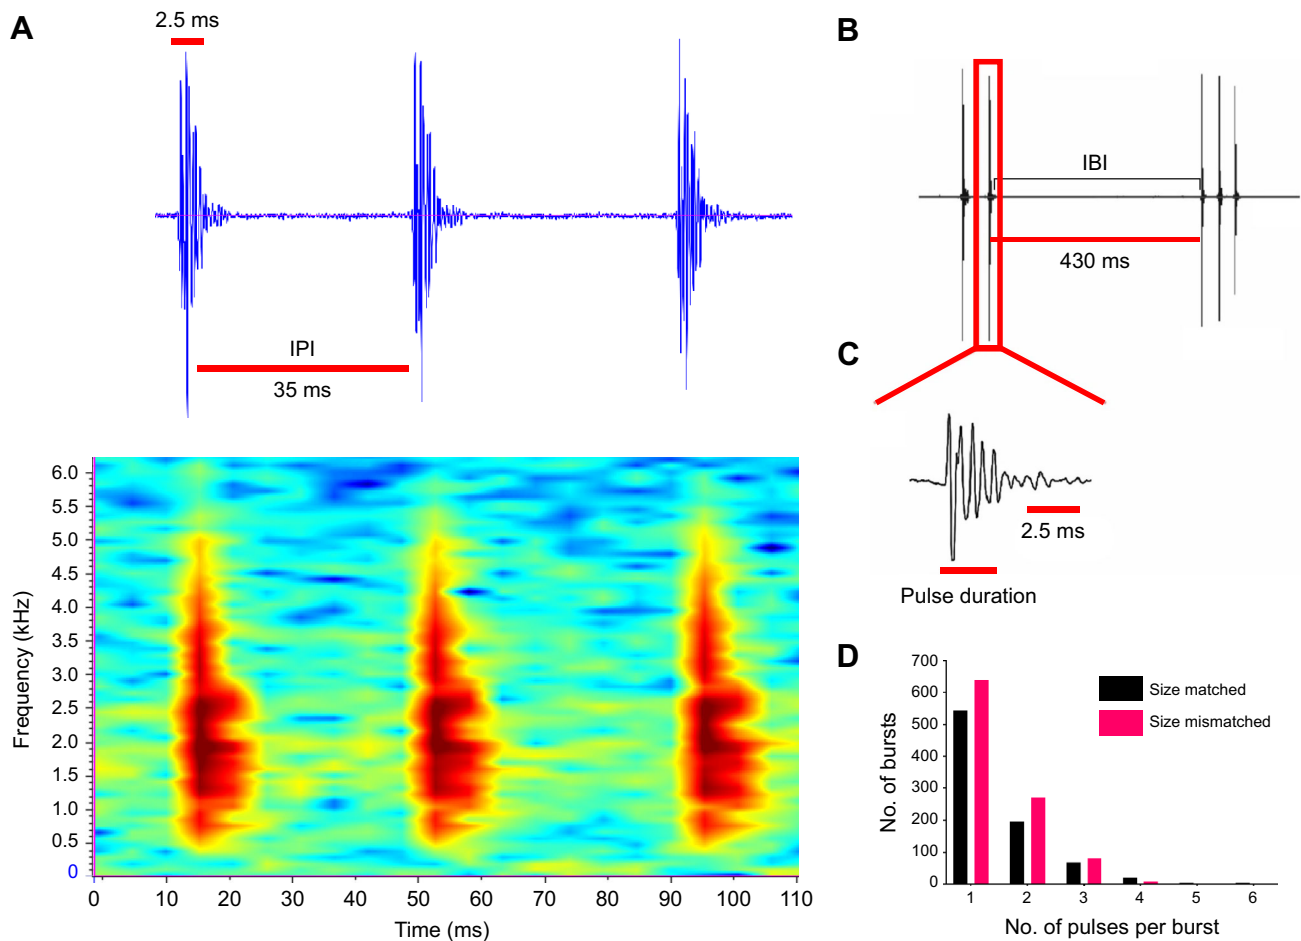 A
2.5 ms
IPI
35 ms
Frequency (kHz)
6.0
5.5
5.0
4.5
4.0
3.5
3.0
2.5
2.0
1.5
1.0
0.5
0
0 10 20 30 40 50 60 70 80 90 100 110
Time (ms)
B
IBI
430 ms
C
2.5 ms
Pulse duration
D
No. of bursts
700
600
500
400
300
200
100
0
Size matched
Size mismatched
1 2 3 4 5 6
No. of pulses per burst